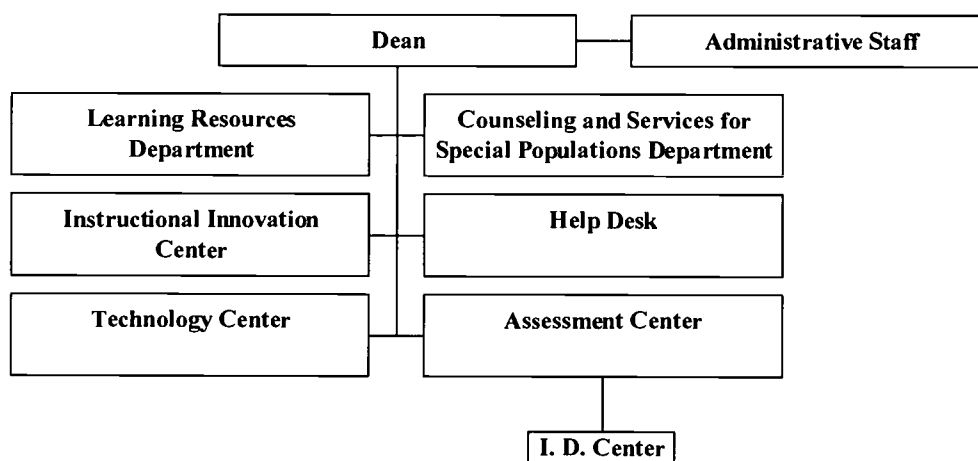 Dean
Administrative Staff
Learning Resources
Department
Counseling and Services for
Special Populations Department
Instructional Innovation
Center
Help Desk
Technology Center
Assessment Center
I. D. Center